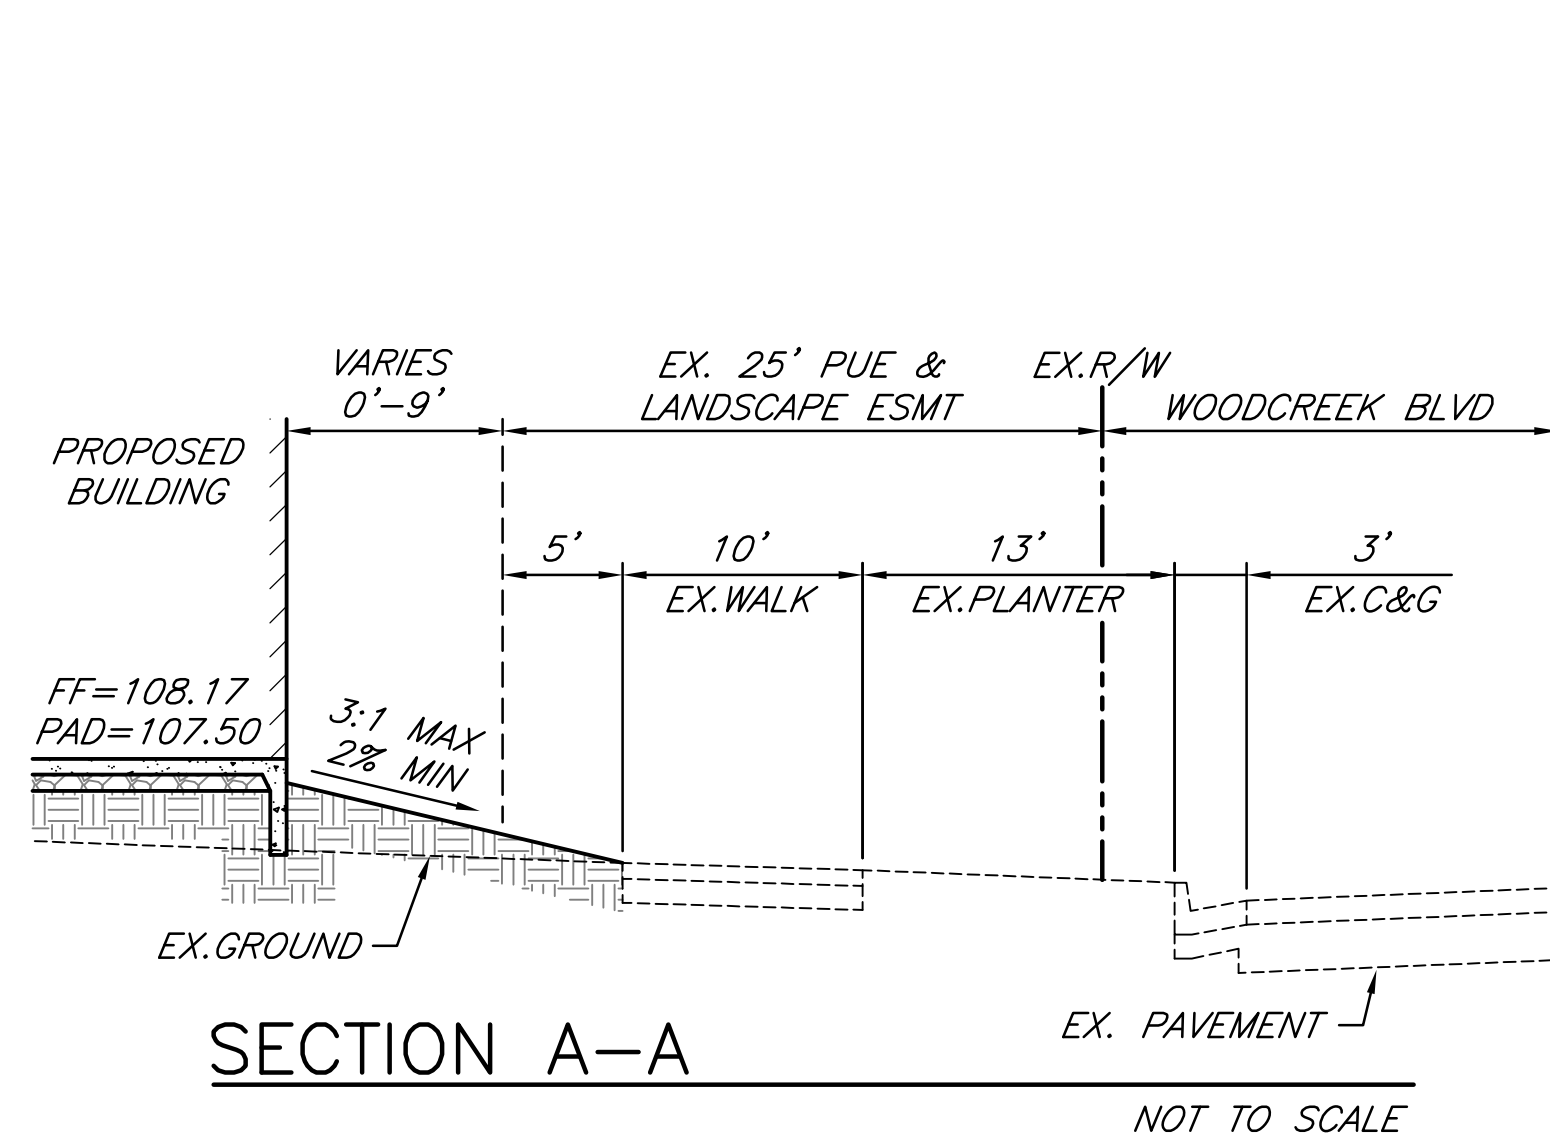 VARIES
0'-9'
EX. 25' PUE &
LANDSCAPE ESMT
EX.R/W
WOODCREEK BLVD
PROPOSED
BUILDING
5'
10'
EX.WALK
13'
EX.PLANTER
3'
EX.C&G
FF=108.17
PAD=107.50
3:1 MAX
2% MIN
EX.GROUND
EX. PAVEMENT
SECTION A-A
NOT TO SCALE